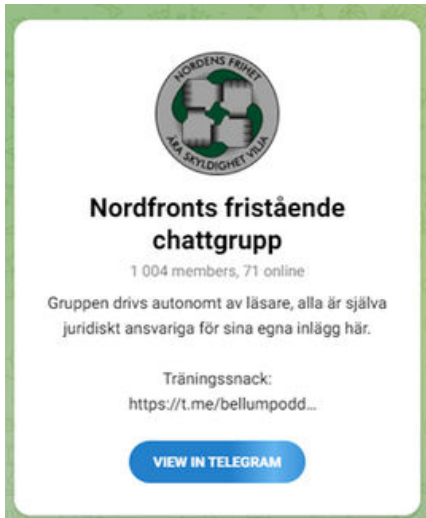 NORDENS FRIHET
ÄRA SKYLDIGHET VILJA
Nordfronts fristående
chattgrupp
1 004 members, 71 online
Gruppen drivs autonomt av läsare, alla är själva
juridiskt ansvariga för sina egna inlägg här.
Träningssnack:
https://t.me/bellumpodd...
VIEW IN TELEGRAM